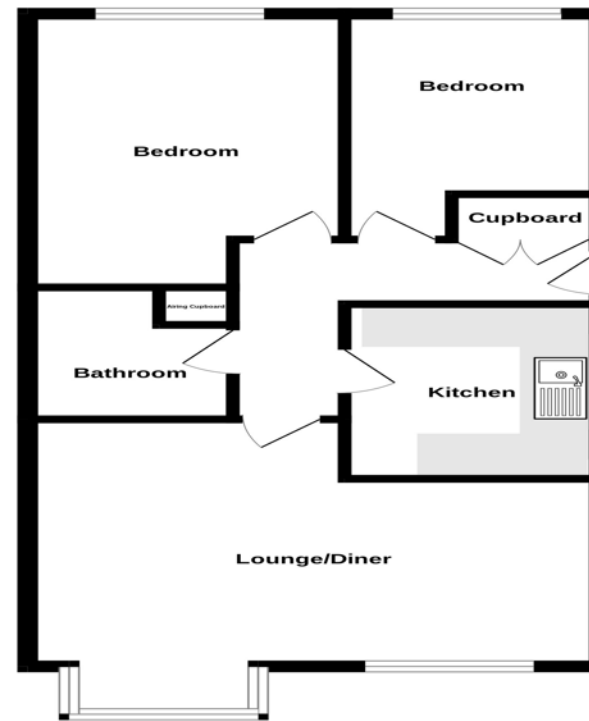 Bedroom
Bedroom
Cupboard
Airing Cupboard
Bathroom
Kitchen
Lounge/Diner